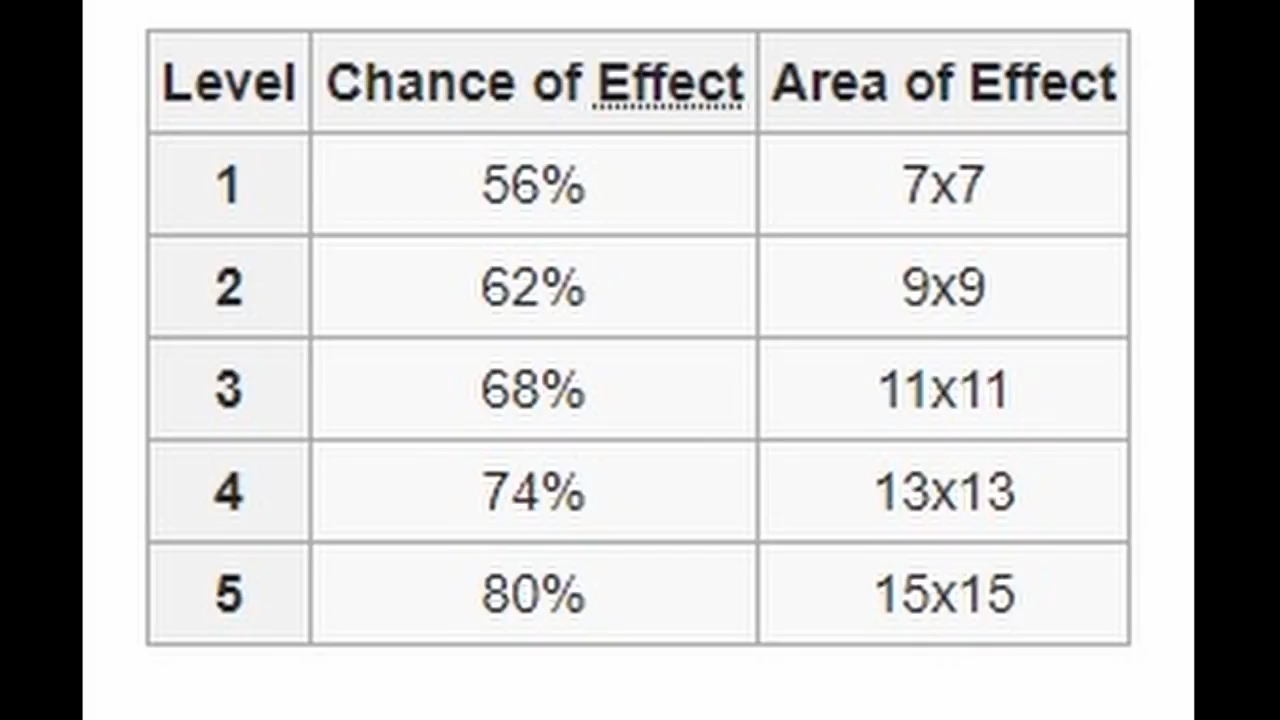 Level Chance of Effect Area of Effect
1 56% 7x7
2 62% 9x9
3 68% 11x11
4 74% 13x13
5 80% 15x15